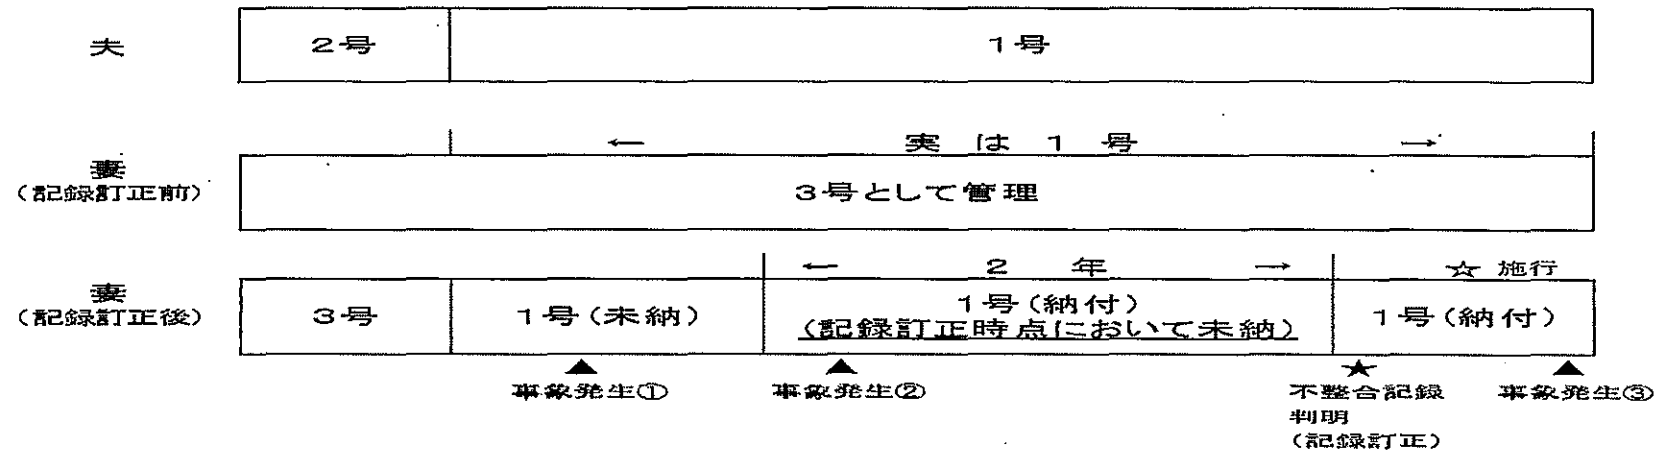 夫
2号
1号
← 実は1号 →
妻
(記録訂正前)
3号として管理
← 2年 →
☆ 施行
妻
(記録訂正後)
3号
1号(未納)
1号(納付)
(記録訂正時点において未納)
1号(納付)
▲
事象発生①
▲
事象発生②
★
不整合記録
判明
(記録訂正)
▲
事象発生③